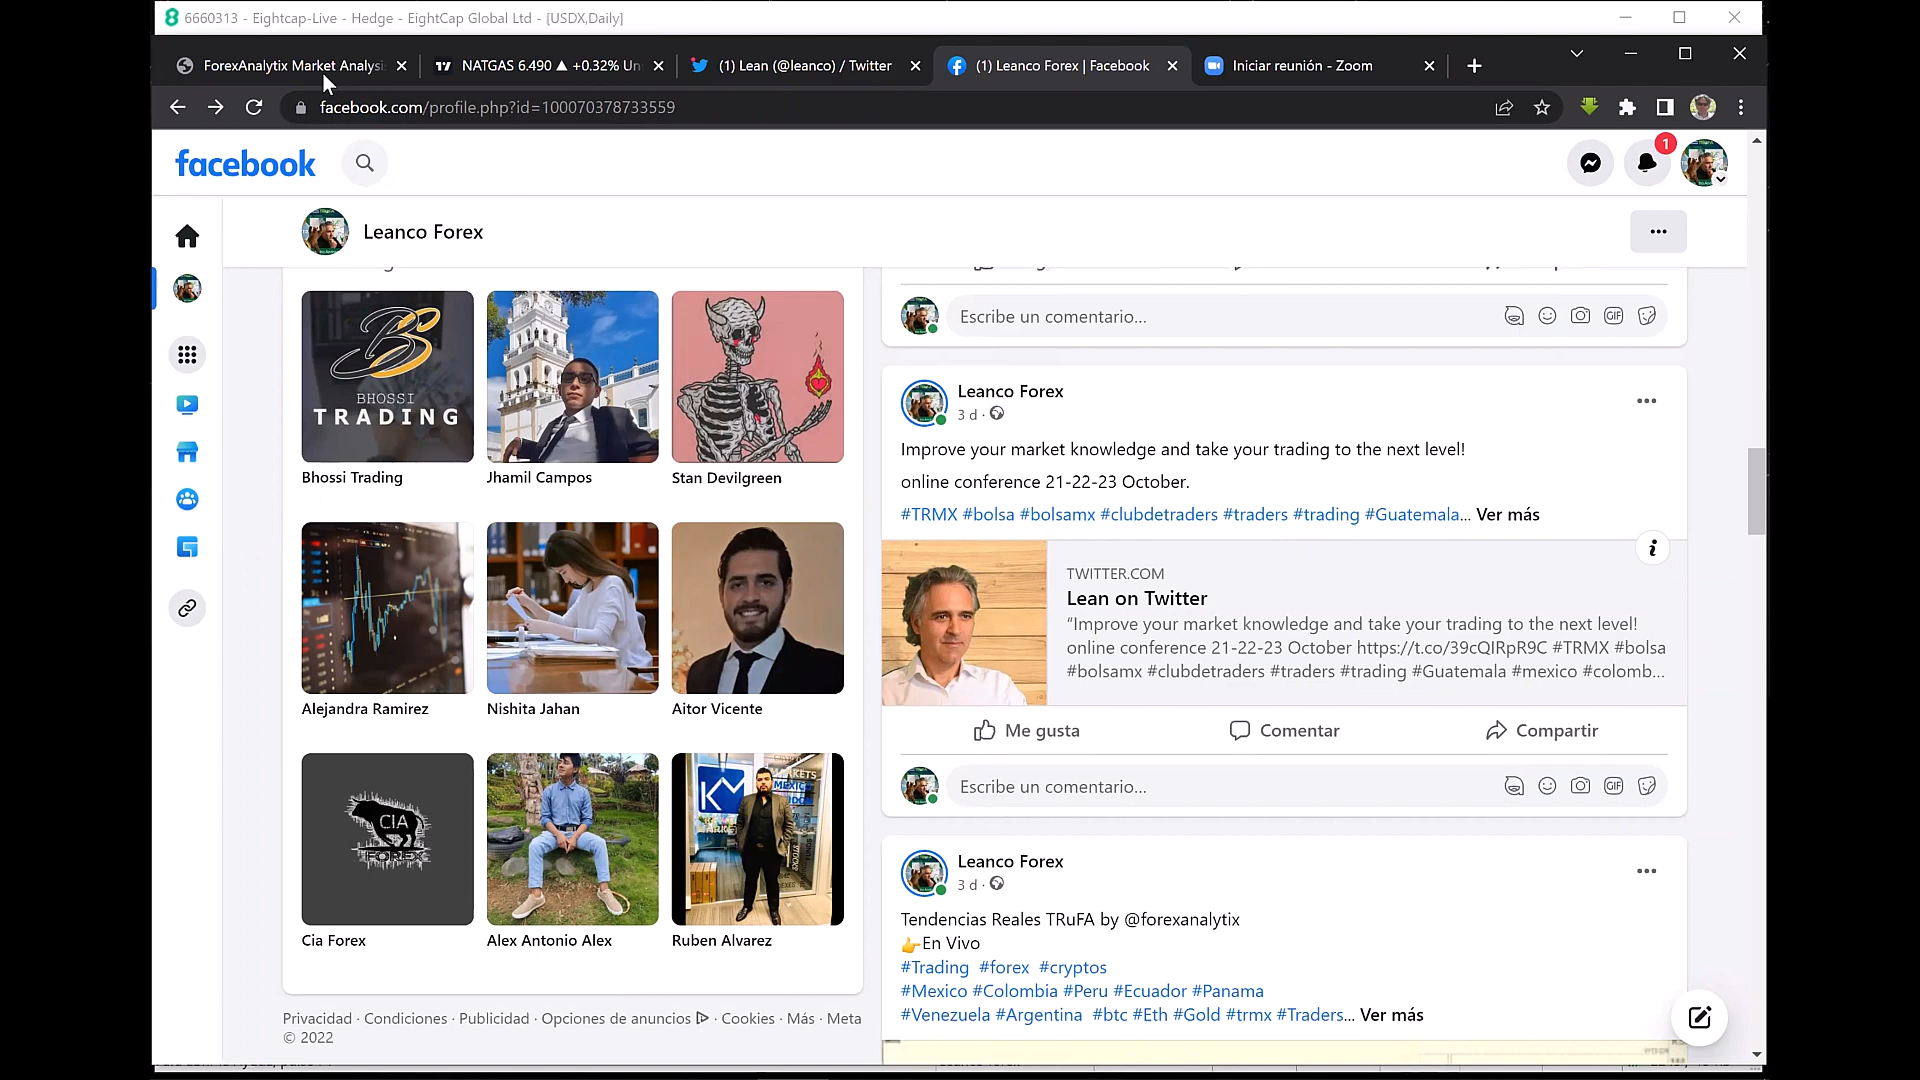 6660313 - Eightcap-Live - Hedge - EightCap Global Ltd - [USDX,Daily]
ForexAnalytix Market Analysi
NATGAS 6.490 ▲ +0.32% Un
(1) Lean (@leanco) / Twitter
(1) Leanco Forex | Facebook
Iniciar reunión - Zoom
facebook.com/profile.php?id=100070378733559
facebook
1
Leanco Forex
Escribe un comentario...
GIF
BHOSSI
TRADING
Bhossi Trading
Jhamil Campos
Stan Devilgreen
Alejandra Ramirez
Nishita Jahan
Aitor Vicente
CIA
FOREX
KM
MARKETS
Cia Forex
Alex Antonio Alex
Ruben Alvarez
Privacidad · Condiciones · Publicidad · Opciones de anuncios · Cookies · Más · Meta
© 2022
Leanco Forex
3 d ·
Improve your market knowledge and take your trading to the next level!
online conference 21-22-23 October.
#TRMX #bolsa #bolsamx #clubdetraders #traders #trading #Guatemala... Ver más
TWITTER.COM
Lean on Twitter
“Improve your market knowledge and take your trading to the next level!
online conference 21-22-23 October https://t.co/39cQIRpR9C #TRMX #bolsa
#bolsamx #clubdetraders #traders #trading #Guatemala #mexico #colomb...
Me gusta
Comentar
Compartir
Escribe un comentario...
GIF
Leanco Forex
3 d ·
Tendencias Reales TRuFA by @forexanalytix
👉En Vivo
#Trading #forex #cryptos
#Mexico #Colombia #Peru #Ecuador #Panama
#Venezuela #Argentina #btc #Eth #Gold #trmx #Traders... Ver más